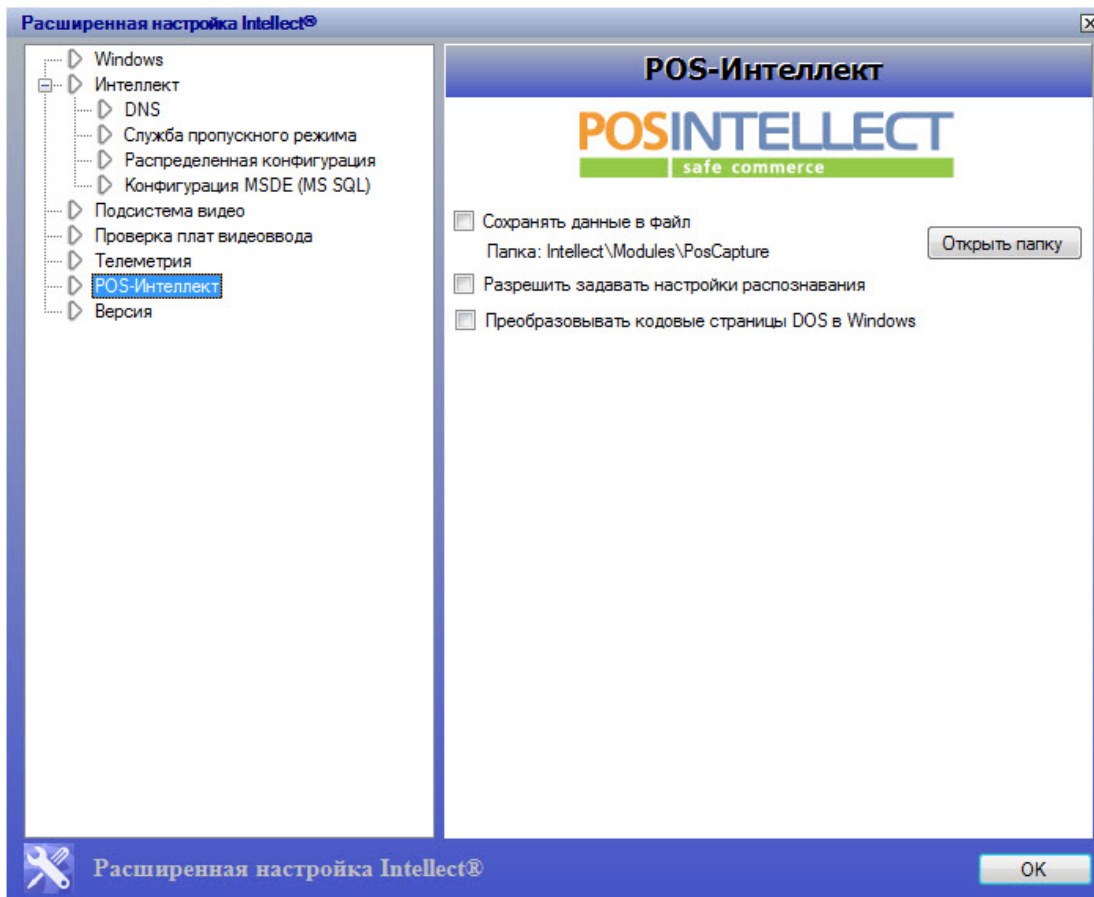 Расширенная настройка Intellect®
Windows
Интеллект
DNS
Служба пропускного режима
Распределенная конфигурация
Конфигурация MSDE (MS SQL)
Подсистема видео
Проверка плат видеоввода
Телеметрия
POS-Интеллект
Версия
POS-Интеллект
POSINTELLECT
safe commerce
Сохранять данные в файл
Папка: Intellect\Modules\PosCapture
Открыть папку
Разрешить задавать настройки распознавания
Преобразовывать кодовые страницы DOS в Windows
Расширенная настройка Intellect®
OK